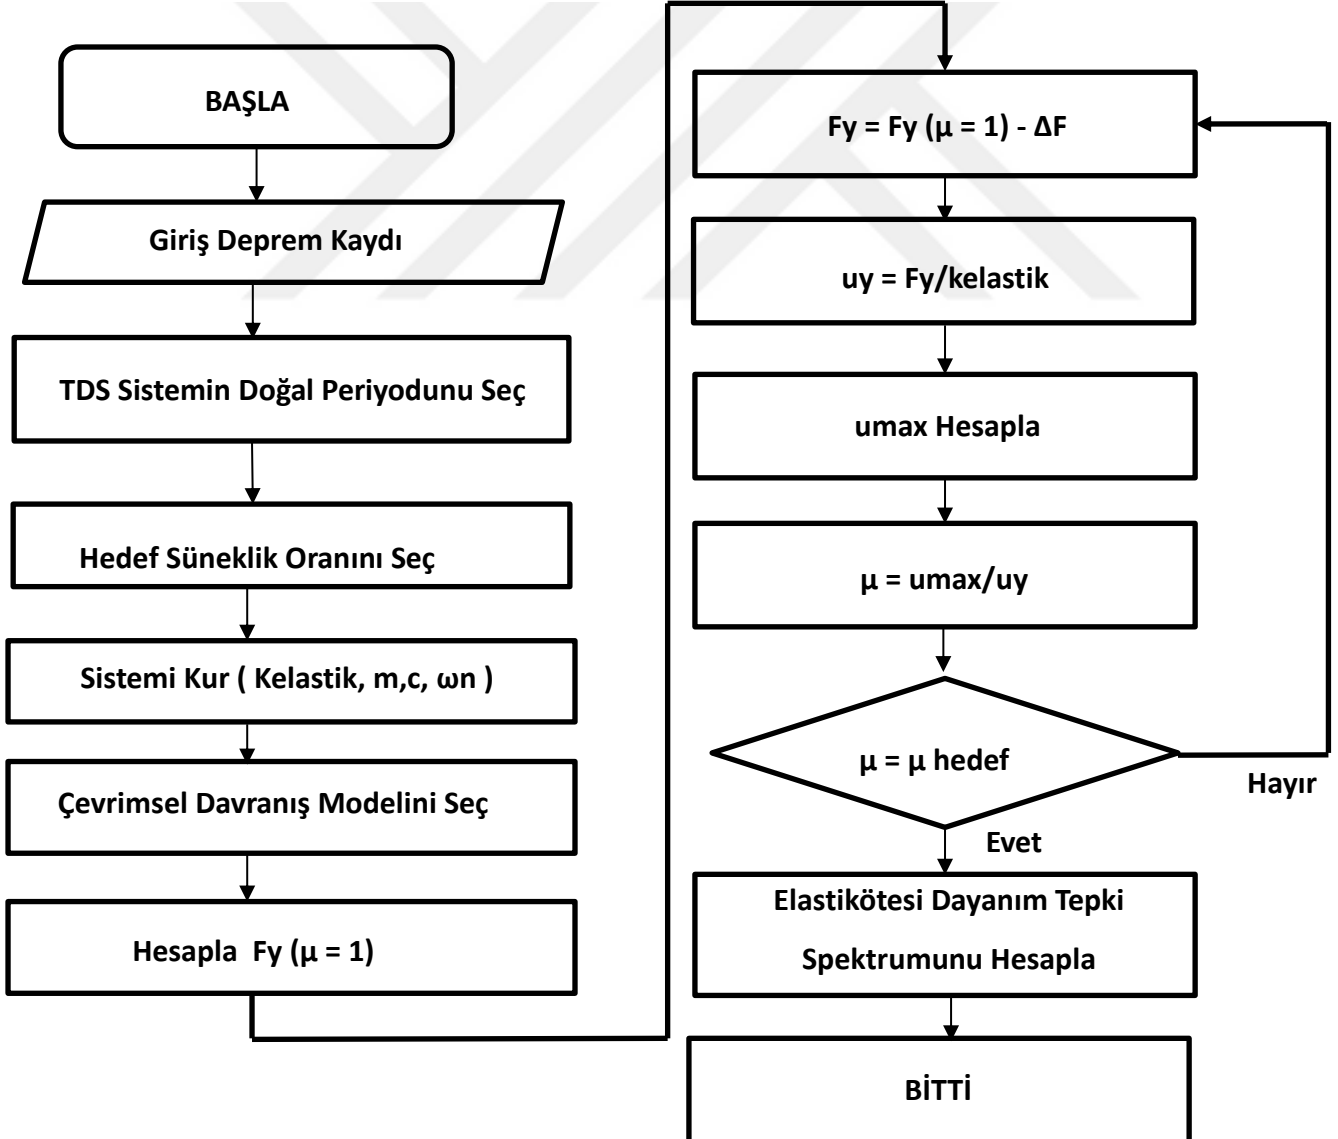 BAŞLA
Giriş Deprem Kaydı
TDS Sistemin Doğal Periyodunu Seç
Hedef Süneklik Oranını Seç
Sistemi Kur ( Kelastik, m,c, ωn )
Çevrimsel Davranış Modelini Seç
Hesapla Fy (μ = 1)
Fy = Fy (μ = 1) - ΔF
uy = Fy/kelastik
umax Hesapla
μ = umax/uy
μ = μ hedef
Hayır
Evet
Elastikötesi Dayanım Tepki
Spektrumunu Hesapla
BİTTİ